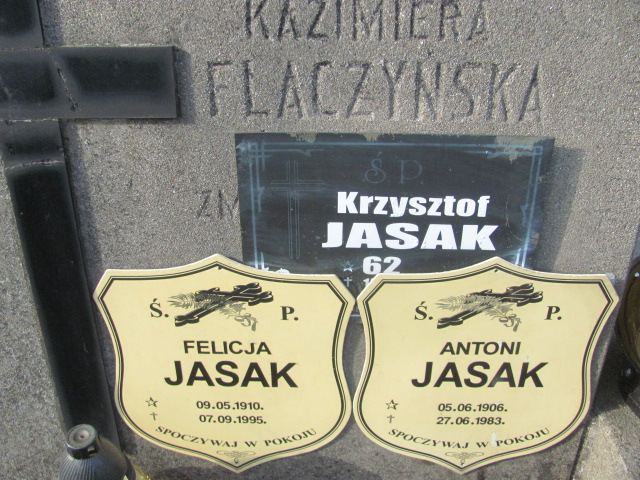 KAZIMIERA
FLACZYŃSKA
ZM
Ś.P.
Krzysztof
JASAK
62
Ś. P.
FELICJA
JASAK
☆ 09.05.1910.
† 07.09.1995.
SPOCZYWAJ W POKOJU
Ś. P.
ANTONI
JASAK
☆ 05.06.1906.
† 27.06.1983.
SPOCZYWAJ W POKOJU